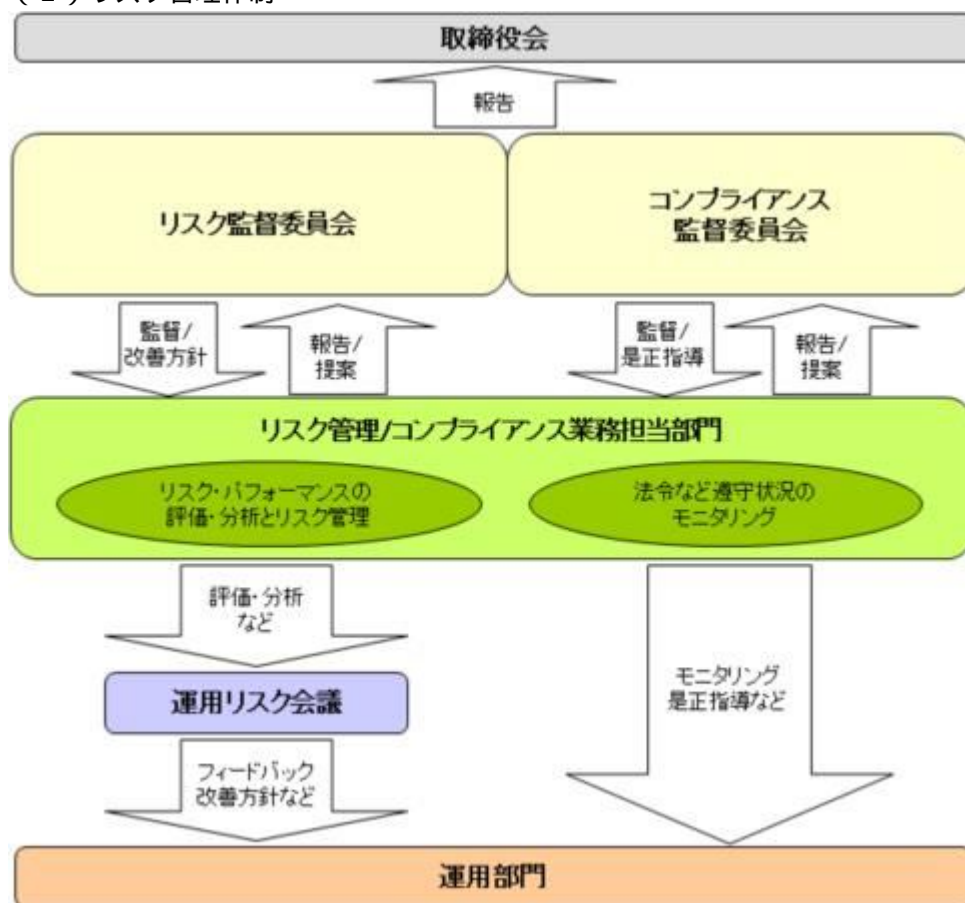 取締役会
報告
リスク監督委員会
コンプライアンス
監督委員会
監督/
改善方針
報告/
提案
監督/
是正指導
報告/
提案
リスク管理/コンプライアンス業務担当部門
リスク・パフォーマンスの
評価・分析とリスク管理
法令など遵守状況の
モニタリング
評価・分析
など
運用リスク会議
モニタリング
是正指導など
フィードバック
改善方針など
運用部門